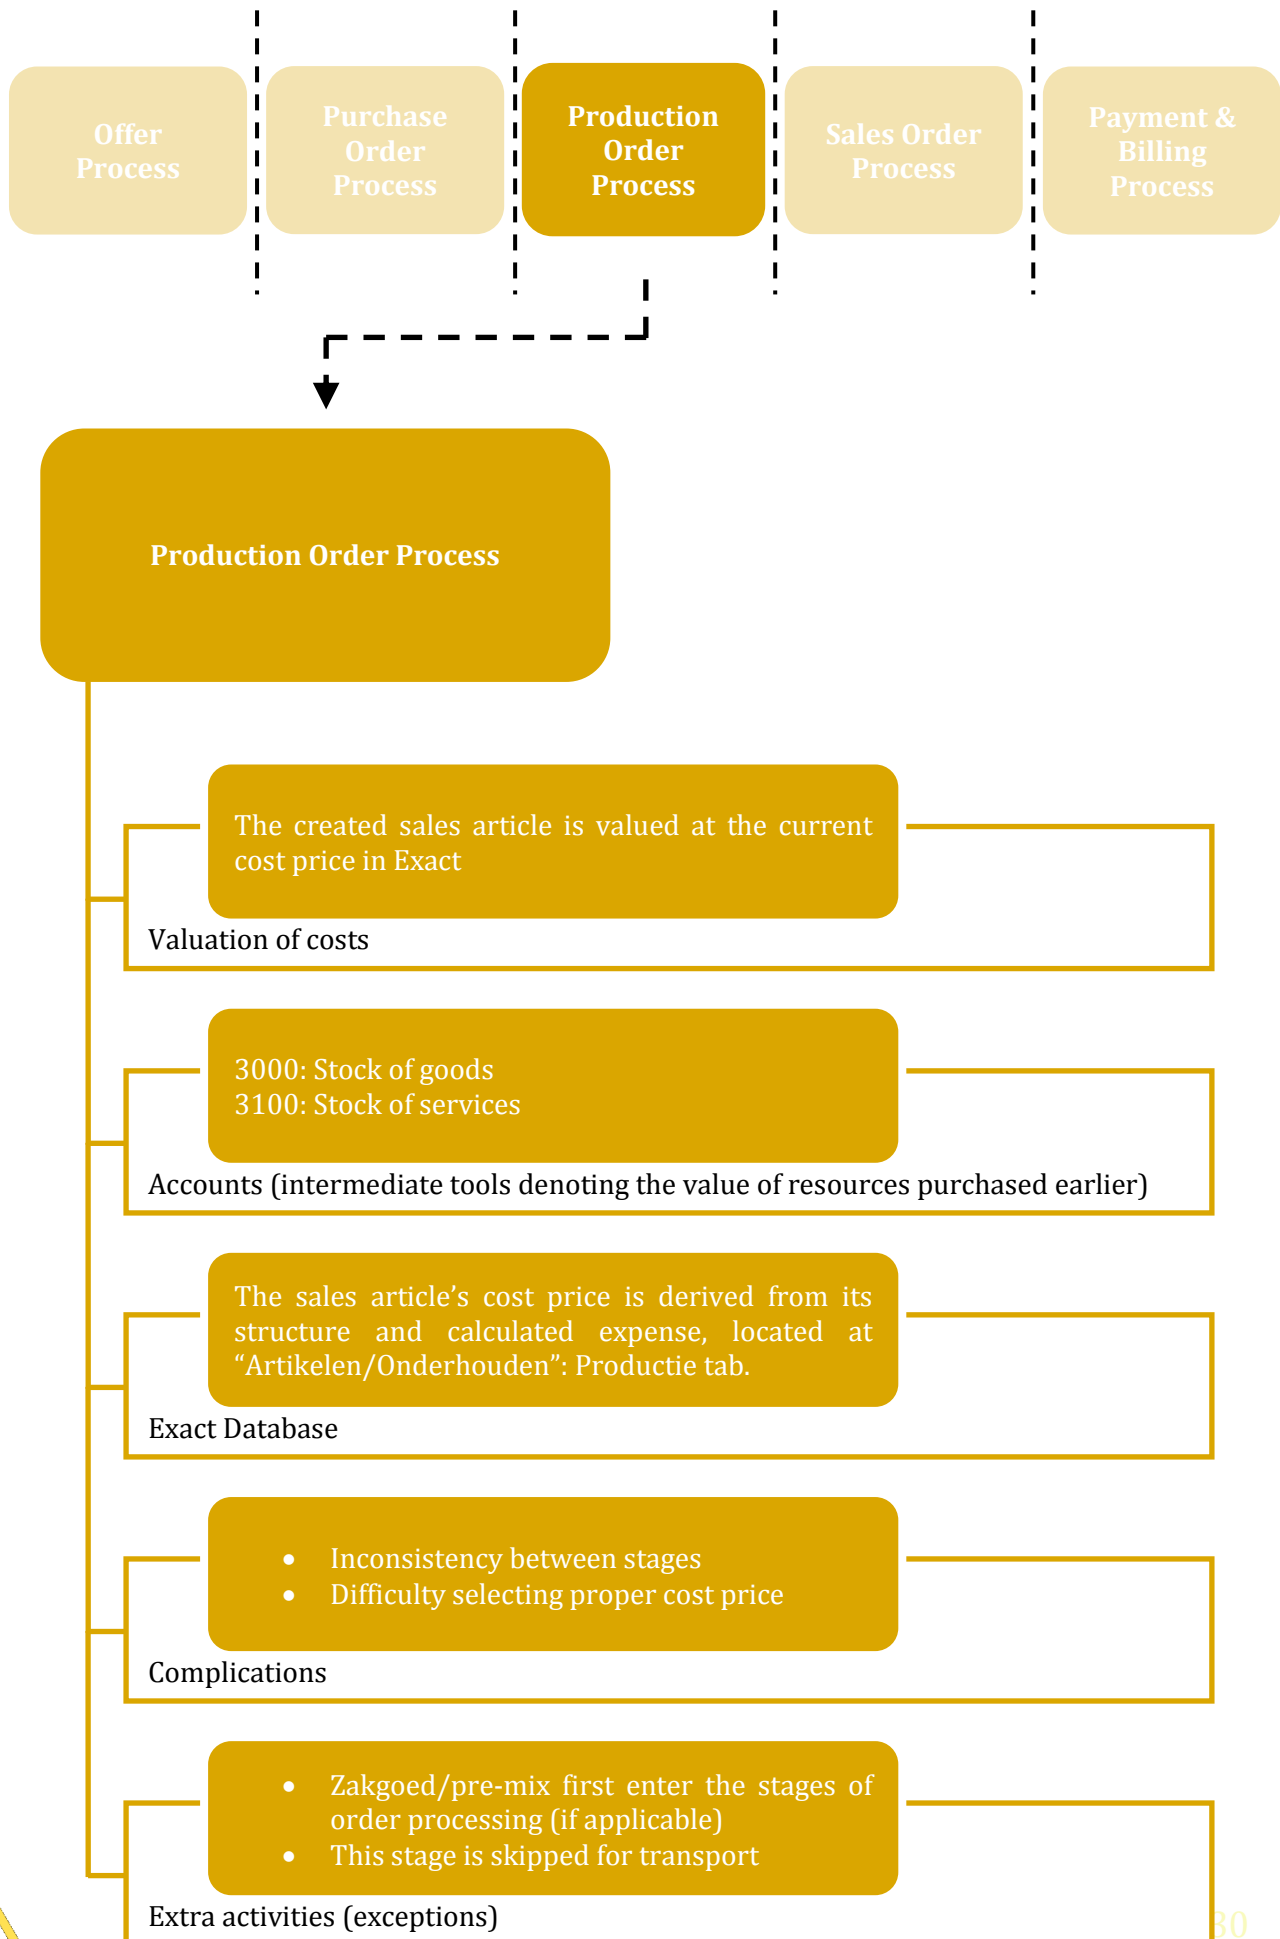 Offer
Process
Purchase
Order
Process
Production
Order
Process
Sales Order
Process
Payment &
Billing
Process
Production Order Process
The created sales article is valued at the current
cost price in Exact
Valuation of costs
3000: Stock of goods
3100: Stock of services
Accounts (intermediate tools denoting the value of resources purchased earlier)
The sales article’s cost price is derived from its
structure and calculated expense, located at
“Artikelen/Onderhouden”: Productie tab.
Exact Database
• Inconsistency between stages
• Difficulty selecting proper cost price
Complications
• Zakgoed/pre-mix first enter the stages of
order processing (if applicable)
• This stage is skipped for transport
Extra activities (exceptions)
30